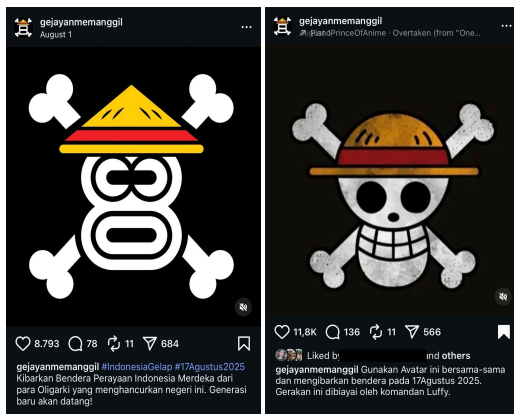 gejayanmemanggil
August 1
8.793 78 11 684
gejayanmemanggil #IndonesiaGelap #17Agustus2025
Kibarkan Bendera Perayaan Indonesia Merdeka dari
para Oligarki yang menghancurkan negeri ini. Generasi
baru akan datang!
gejayanmemanggil
PrinceOfAnime · Overtaken (from "One...
11,8K 136 11 566
Liked by and others
gejayanmemanggil Gunakan Avatar ini bersama-sama
dan mengibarkan bendera pada 17Agustus 2025.
Gerakan ini dibiayai oleh komandan Luffy.